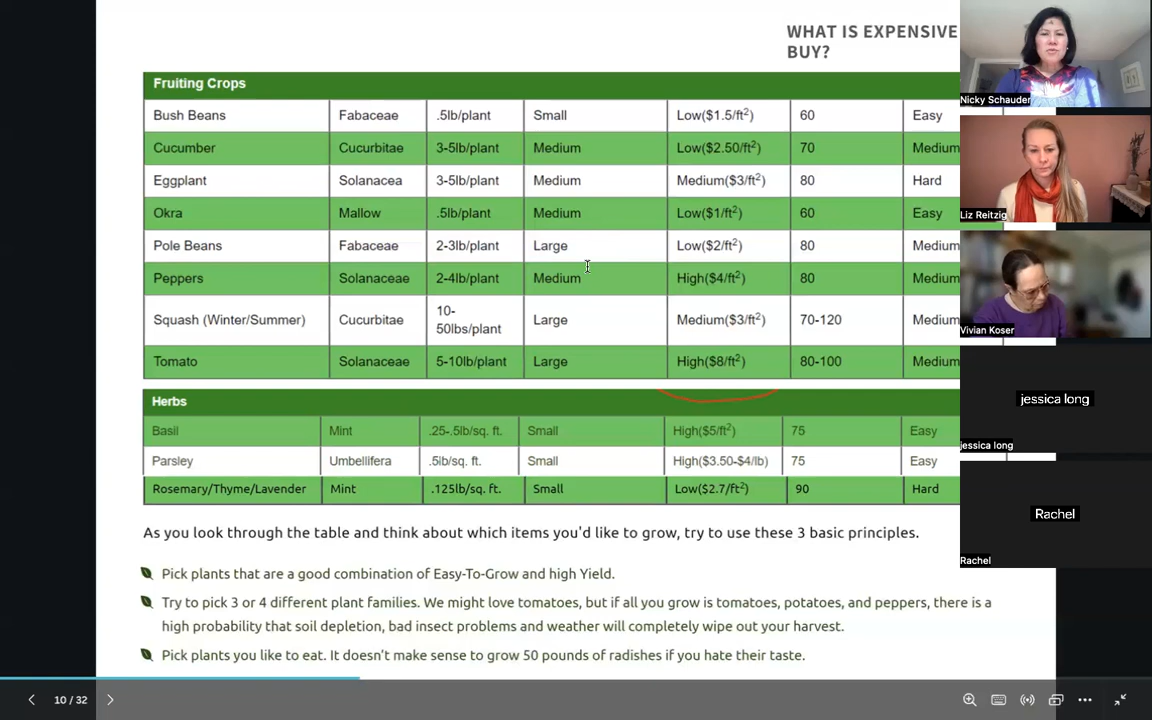 WHAT IS EXPENSIVE
BUY?
Fruiting Crops
Bush Beans Fabaceae .5lb/plant Small Low($1.5/ft²) 60 Easy
Cucumber Cucurbitae 3-5lb/plant Medium Low($2.50/ft²) 70 Medium
Eggplant Solanacea 3-5lb/plant Medium Medium($3/ft²) 80 Hard
Okra Mallow .5lb/plant Medium Low($1/ft²) 60 Easy
Pole Beans Fabaceae 2-3lb/plant Large Low($2/ft²) 80 Medium
Peppers Solanaceae 2-4lb/plant Medium High($4/ft²) 80 Medium
Squash (Winter/Summer) Cucurbitae 10-50lbs/plant Large Medium($3/ft²) 70-120 Medium
Tomato Solanaceae 5-10lb/plant Large High($8/ft²) 80-100 Medium
Herbs
Basil Mint .25-.5lb/sq. ft. Small High($5/ft²) 75 Easy
Parsley Umbellifera .5lb/sq. ft. Small High($3.50-$4/lb) 75 Easy
Rosemary/Thyme/Lavender Mint .125lb/sq. ft. Small Low($2.7/ft²) 90 Hard
As you look through the table and think about which items you'd like to grow, try to use these 3 basic principles.
Pick plants that are a good combination of Easy-To-Grow and high Yield.
Try to pick 3 or 4 different plant families. We might love tomatoes, but if all you grow is tomatoes, potatoes, and peppers, there is a
high probability that soil depletion, bad insect problems and weather will completely wipe out your harvest.
Pick plants you like to eat. It doesn't make sense to grow 50 pounds of radishes if you hate their taste.
10 / 32
Nicky Schauder
Liz Reitzig
Vivian Koser
jessica long
jessica long
Rachel
Rachel